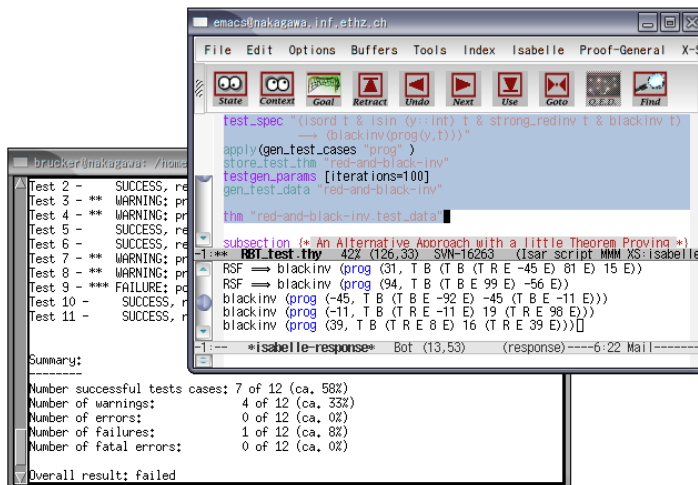 emacs@nakagawa.inf.ethz.ch
File Edit Options Buffers Tools Index Isabelle Proof-General X-S
State Context Goal Retract Undo Next Use Goto Q.E.D. Find
test_spec "(isord t & isin (y::int) t & strong_redinv t & blackinv t)
⟶ (blackinv(prog(y,t)))"
apply(gen_test_cases "prog" )
store_test_thm "red-and-black-inv"
testgen_params [iterations=100]
gen_test_data "red-and-black-inv"
thm "red-and-black-inv.test_data"
subsection {* An Alternative Approach with a little Theorem Proving *}
-1:** RBT_test.thy 42% (126,33) SVN-16263 (Isar script MMM XS:isabelle
RSF ⟹ blackinv (prog (31, T B (T B (T R E -45 E) 81 E) 15 E))
RSF ⟹ blackinv (prog (94, T B (T B E 99 E) -56 E))
blackinv (prog (-45, T B (T B E -92 E) -45 (T B E -11 E)))
blackinv (prog (-11, T B (T R E -11 E) 19 (T R E 98 E)))
blackinv (prog (39, T B (T R E 8 E) 16 (T R E 39 E)))
-1:-- *isabelle-response* Bot (13,53) (response)----6:22 Mail-------
brucker@nakagawa: /home
Test 2 - SUCCESS, re
Test 3 - ** WARNING: pr
Test 4 - ** WARNING: pr
Test 5 - SUCCESS, re
Test 6 - SUCCESS, re
Test 7 - ** WARNING: pr
Test 8 - ** WARNING: pr
Test 9 - *** FAILURE: po
Test 10 - SUCCESS, r
Test 11 - SUCCESS, r
Summary:
--------
Number successful tests cases: 7 of 12 (ca. 58%)
Number of warnings: 4 of 12 (ca. 33%)
Number of errors: 0 of 12 (ca. 0%)
Number of failures: 1 of 12 (ca. 8%)
Number of fatal errors: 0 of 12 (ca. 0%)
Overall result: failed